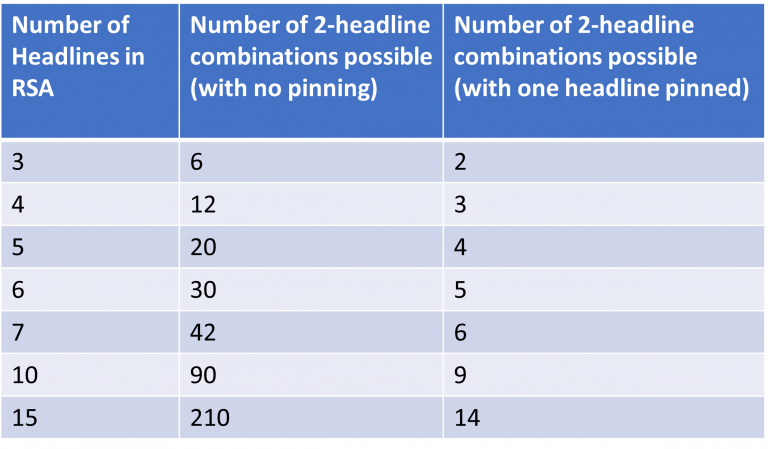 Number of
Headlines in
RSA
Number of 2-headline
combinations possible
(with no pinning)
Number of 2-headline
combinations possible
(with one headline pinned)
3 6 2
4 12 3
5 20 4
6 30 5
7 42 6
10 90 9
15 210 14